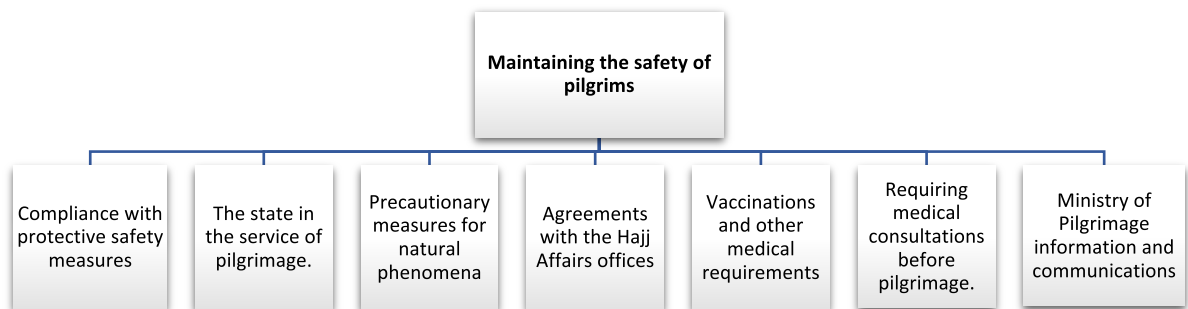 Maintaining the safety of
pilgrims
Compliance with
protective safety
measures
The state in
the service of
pilgrimage.
Precautionary
measures for
natural
phenomena
Agreements
with the Hajj
Affairs offices
Vaccinations
and other
medical
requirements
Requiring
medical
consultations
before
pilgrimage.
Ministry of
Pilgrimage
information and
communications